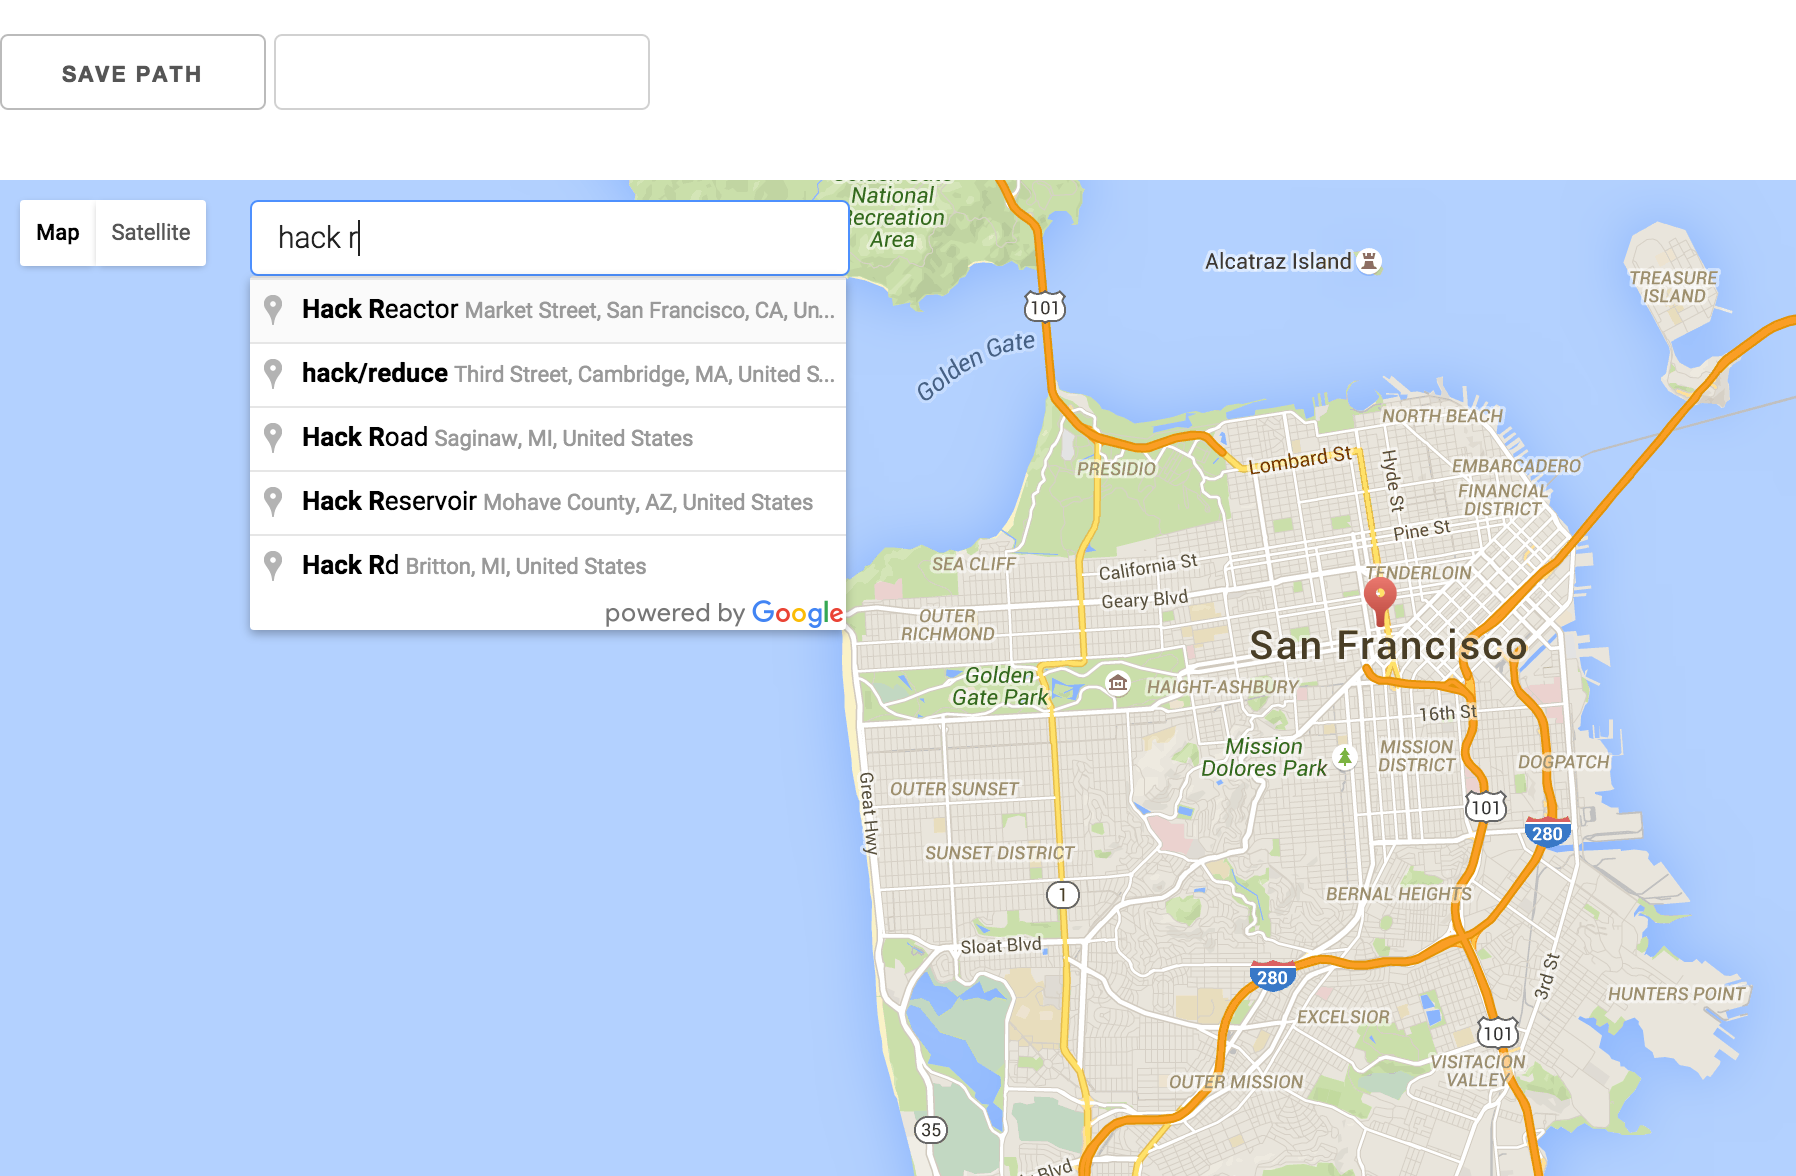 SAVE PATH
Map
Satellite
hack r
Hack Reactor Market Street, San Francisco, CA, Un...
hack/reduce Third Street, Cambridge, MA, United S...
Hack Road Saginaw, MI, United States
Hack Reservoir Mohave County, AZ, United States
Hack Rd Britton, MI, United States
powered by Google
National
Recreation
Area
Alcatraz Island
TREASURE
ISLAND
101
Golden Gate
NORTH BEACH
PRESIDIO
Lombard St
Hyde St
EMBARCADERO
FINANCIAL
DISTRICT
Pine St
SEA CLIFF
California St
TENDERLOIN
Geary Blvd
OUTER
RICHMOND
San Francisco
Golden
Gate Park
HAIGHT-ASHBURY
16th St
Mission
Dolores Park
MISSION
DISTRICT
DOGPATCH
Great Hwy
OUTER SUNSET
101
280
SUNSET DISTRICT
1
BERNAL HEIGHTS
Sloat Blvd
280
3rd St
HUNTERS POINT
EXCELSIOR
101
VISITACION
VALLEY
OUTER MISSION
35
Blvd